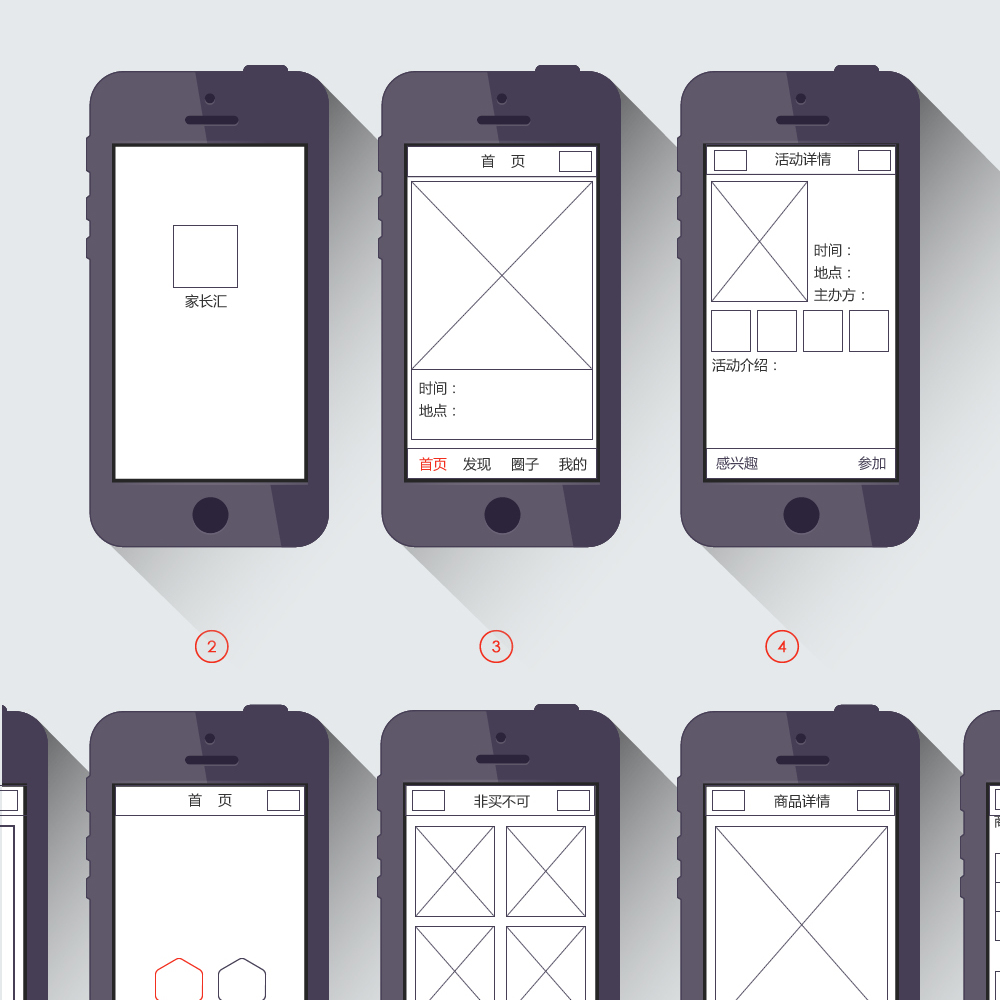 家长汇
首 页
时间：
地点：
首页 发现 圈子 我的
活动详情
时间：
地点：
主办方：
活动介绍：
感兴趣 参加
2
3
4
首 页
非买不可
商品详情